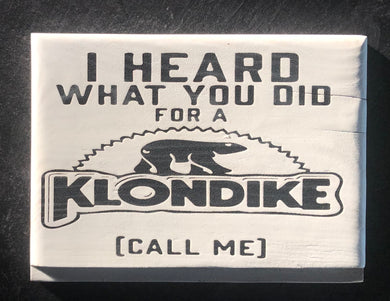 I HEARD
WHAT YOU DID
FOR A
KLONDIKE
[CALL ME]